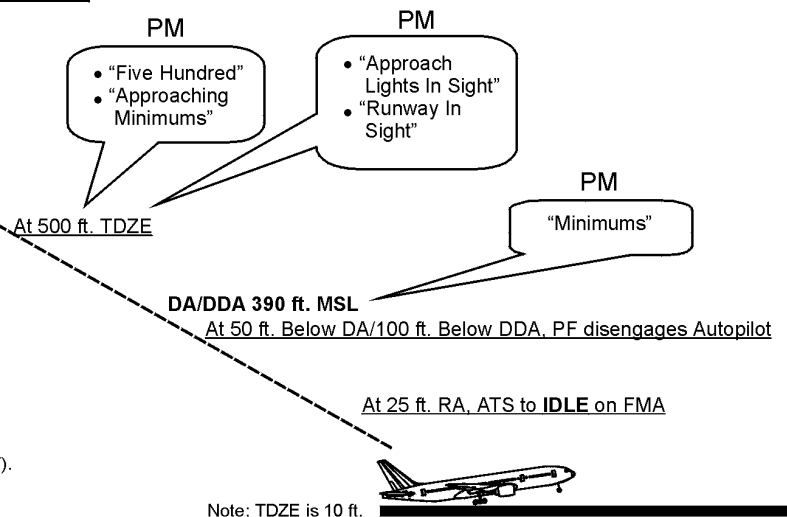 PM
• “Five Hundred”
• “Approaching
Minimums”
PM
• “Approach
Lights In Sight”
• “Runway In
Sight”
PM
“Minimums”
At 500 ft. TDZE
DA/DDA 390 ft. MSL
At 50 ft. Below DA/100 ft. Below DDA, PF disengages Autopilot
At 25 ft. RA, ATS to IDLE on FMA
).
Note: TDZE is 10 ft.